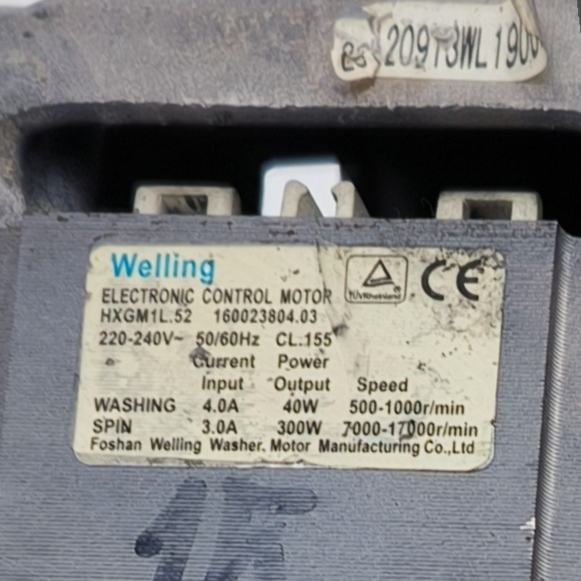 20913WL1900
Welling
TÜVRheinland
CE
ELECTRONIC CONTROL MOTOR
HXGM1L.52 160023804.03
220-240V~ 50/60Hz CL.155
Current Power
Input Output Speed
WASHING 4.0A 40W 500-1000r/min
SPIN 3.0A 300W 7000-17000r/min
Foshan Welling Washer. Motor Manufacturing Co.,Ltd